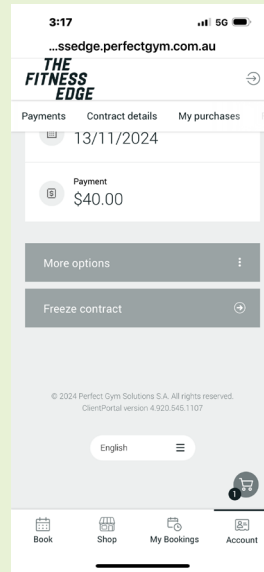 3:17
5G
...ssedge.perfectgym.com.au
THE
FITNESS
EDGE
Payments Contract details My purchases
13/11/2024
Payment
$40.00
More options
Freeze contract
© 2024 Perfect Gym Solutions S.A. All rights reserved.
ClientPortal version 4.920.545.1107
English
1
Book Shop My Bookings Account